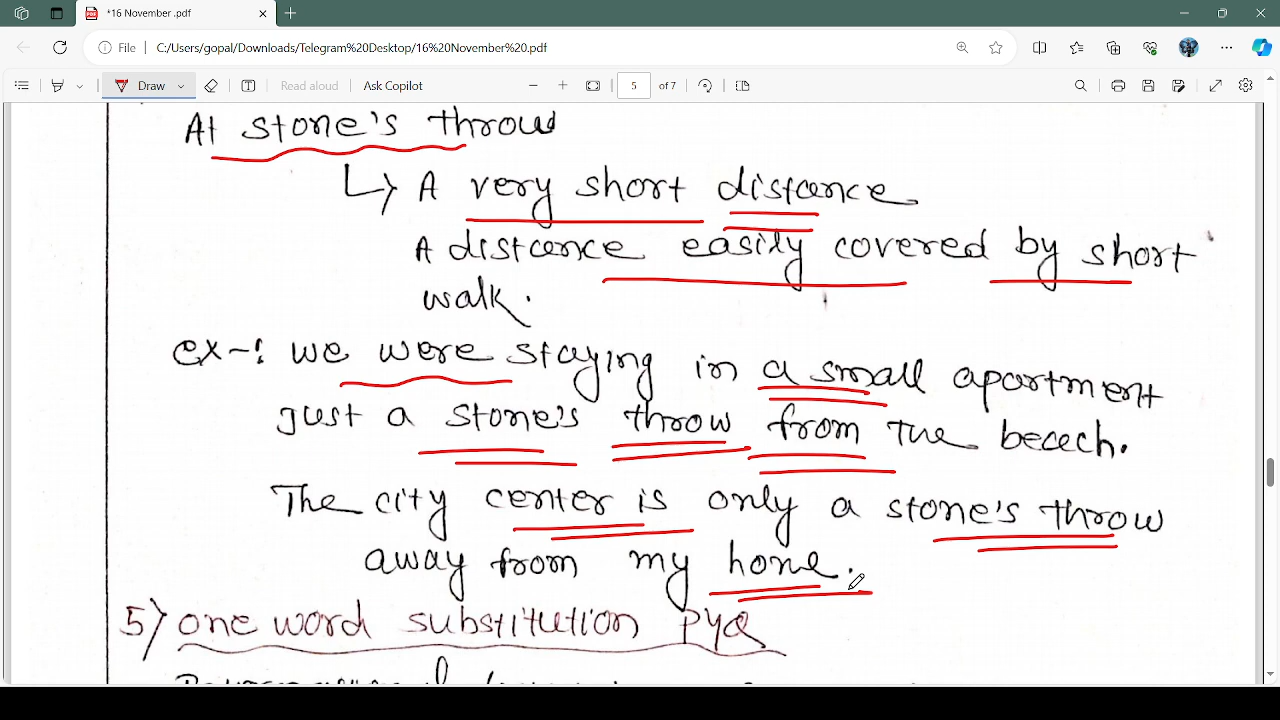 *16 November .pdf
File
C:/Users/gopal/Downloads/Telegram%20Desktop/16%20November%20.pdf
Draw
Read aloud
Ask Copilot
5
of 7
At stone's throw
A very short distance
A distance easily covered by short
walk.
ex-: we were staying in a small apartment
just a stone's throw from the beach.
The city center is only a stone's throw
away from my home.
5) one word substitution PYQ